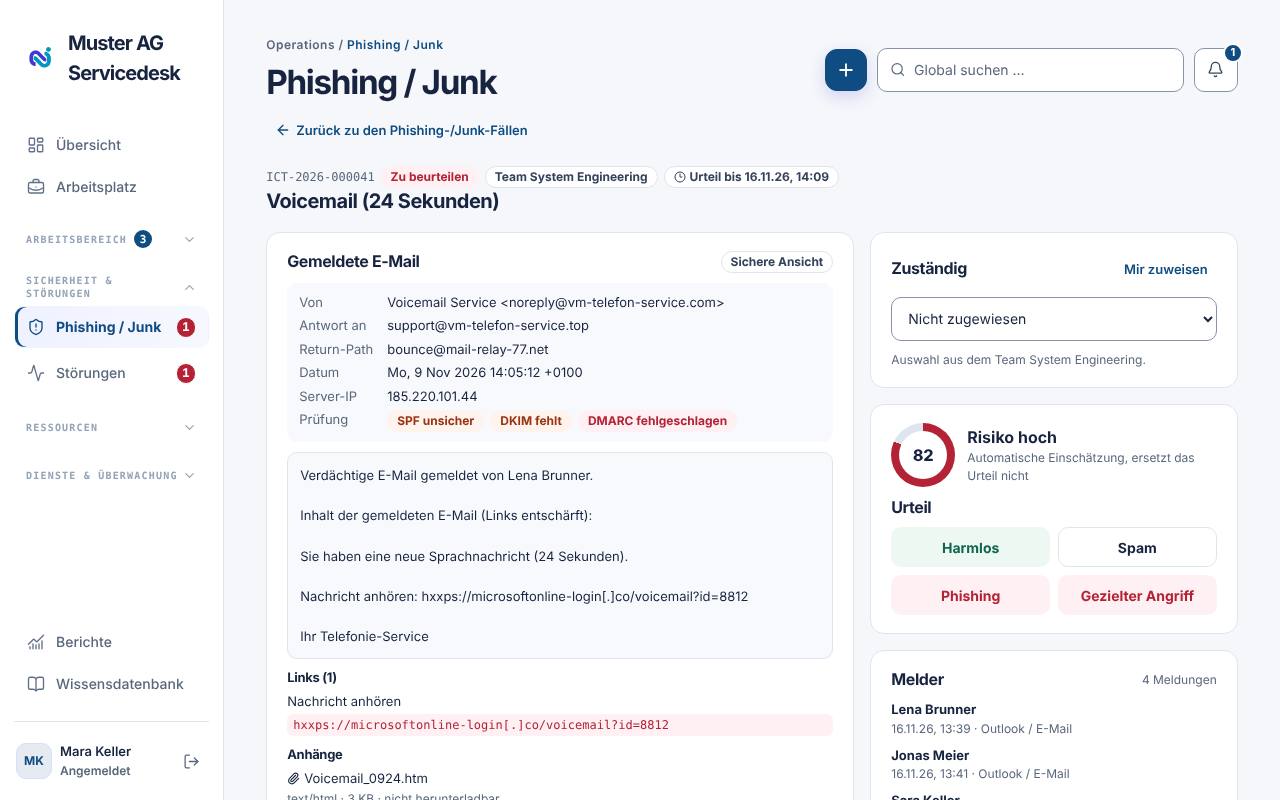 Muster AG
Servicedesk
Übersicht
Arbeitsplatz
ARBEITSBEREICH 3
SICHERHEIT &
STÖRUNGEN
Phishing / Junk 1
Störungen 1
RESSOURCEN
DIENSTE & ÜBERWACHUNG
Berichte
Wissensdatenbank
MK
Mara Keller
Angemeldet
Operations / Phishing / Junk
Phishing / Junk
Global suchen ...
1
Zurück zu den Phishing-/Junk-Fällen
ICT-2026-000041 Zu beurteilen Team System Engineering Urteil bis 16.11.26, 14:09
Voicemail (24 Sekunden)
Gemeldete E-Mail Sichere Ansicht
Von Voicemail Service <noreply@vm-telefon-service.com>
Antwort an support@vm-telefon-service.top
Return-Path bounce@mail-relay-77.net
Datum Mo, 9 Nov 2026 14:05:12 +0100
Server-IP 185.220.101.44
Prüfung SPF unsicher DKIM fehlt DMARC fehlgeschlagen
Verdächtige E-Mail gemeldet von Lena Brunner.
Inhalt der gemeldeten E-Mail (Links entschärft):
Sie haben eine neue Sprachnachricht (24 Sekunden).
Nachricht anhören: hxxps://microsoftonline-login[.]co/voicemail?id=8812
Ihr Telefonie-Service
Links (1)
Nachricht anhören
hxxps://microsoftonline-login[.]co/voicemail?id=8812
Anhänge
Voicemail_0924.htm
text/html · 3 KB · nicht herunterladbar
Zuständig Mir zuweisen
Nicht zugewiesen
Auswahl aus dem Team System Engineering.
82
Risiko hoch
Automatische Einschätzung, ersetzt das
Urteil nicht
Urteil
Harmlos Spam
Phishing Gezielter Angriff
Melder 4 Meldungen
Lena Brunner
16.11.26, 13:39 · Outlook / E-Mail
Jonas Meier
16.11.26, 13:41 · Outlook / E-Mail
Sara Keller